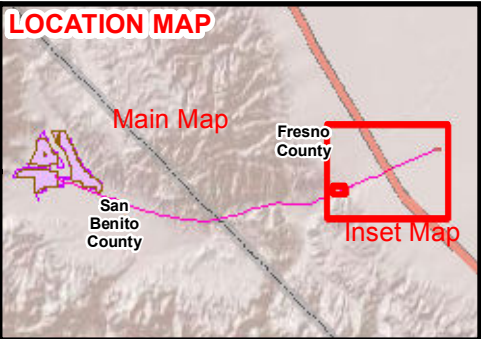 LOCATION MAP
Main Map
Fresno
County
San
Benito
County
Inset Map